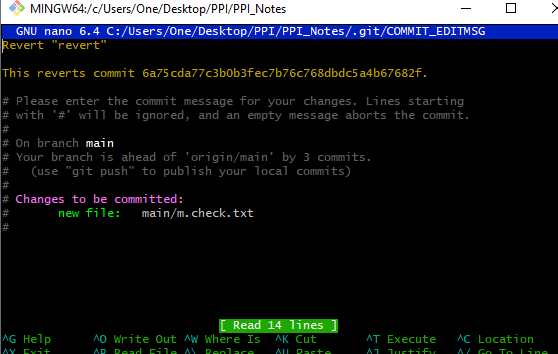 MINGW64:/c/Users/One/Desktop/PPI/PPI_Notes
GNU nano 6.4 C:/Users/One/Desktop/PPI/PPI_Notes/.git/COMMIT_EDITMSG
Revert "revert"
This reverts commit 6a75cda77c3b0b3fec7b76c768dbdc5a4b67682f.
# Please enter the commit message for your changes. Lines starting
# with '#' will be ignored, and an empty message aborts the commit.
#
# On branch main
# Your branch is ahead of 'origin/main' by 3 commits.
#   (use "git push" to publish your local commits)
#
# Changes to be committed:
#       new file:   main/m.check.txt
#
[ Read 14 lines ]
^G Help ^O Write Out ^W Where Is ^K Cut ^T Execute ^C Location
^X Exit ^R Read File ^\ Replace ^U Paste ^J Justify ^/ Go To Line